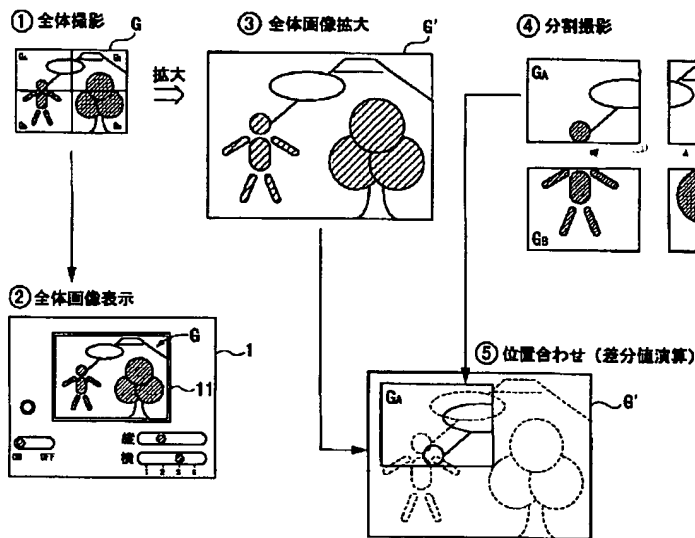 ① 全体撮影
G
GA
拡大
③ 全体画像拡大
G'
④ 分割撮影
GA
GB
② 全体画像表示
G
1
11
ON OFF
縦
横
1 2 3 4
⑤ 位置合わせ（差分値演算）
GA
G'